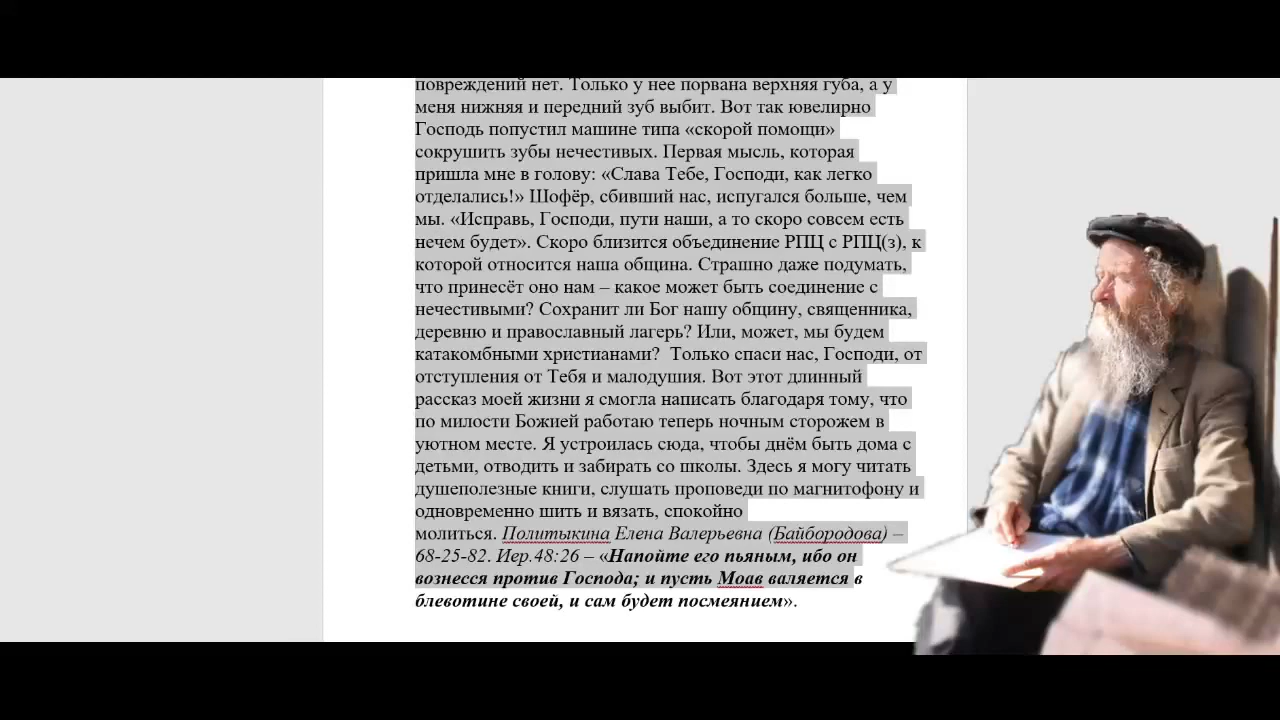 повреждений нет. Только у нее порвана верхняя губа, а у
меня нижняя и передний зуб выбит. Вот так ювелирно
Господь попустил машине типа «скорой помощи»
сокрушить зубы нечестивых. Первая мысль, которая
пришла мне в голову: «Слава Тебе, Господи, как легко
отделались!» Шофёр, сбивший нас, испугался больше, чем
мы. «Исправь, Господи, пути наши, а то скоро совсем есть
нечем будет». Скоро близится объединение РПЦ с РПЦ(з), к
которой относится наша община. Страшно даже подумать,
что принесёт оно нам – какое может быть соединение с
нечестивыми? Сохранит ли Бог нашу общину, священника,
деревню и православный лагерь? Или, может, мы будем
катакомбными христианами?  Только спаси нас, Господи, от
отступления от Тебя и малодушия. Вот этот длинный
рассказ моей жизни я смогла написать благодаря тому, что
по милости Божией работаю теперь ночным сторожем в
уютном месте. Я устроилась сюда, чтобы днём быть дома с
детьми, отводить и забирать со школы. Здесь я могу читать
душеполезные книги, слушать проповеди по магнитофону и
одновременно шить и вязать, спокойно
молиться. Политыкина Елена Валерьевна (Байбородова) –
68-25-82. Иер.48:26 – «Напойте его пьяным, ибо он
вознесся против Господа; и пусть Моав валяется в
блевотине своей, и сам будет посмеянием».